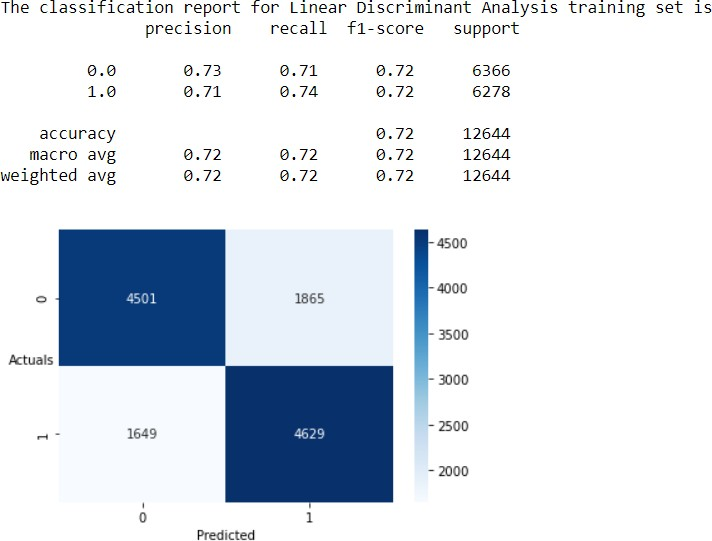 The classification report for Linear Discriminant Analysis training set is
precision recall f1-score support
0.0 0.73 0.71 0.72 6366
1.0 0.71 0.74 0.72 6278
accuracy 0.72 12644
macro avg 0.72 0.72 0.72 12644
weighted avg 0.72 0.72 0.72 12644
4500
0 4501 1865
4000
3500
Actuals
3000
2500
1 1649 4629
2000
0 1
Predicted